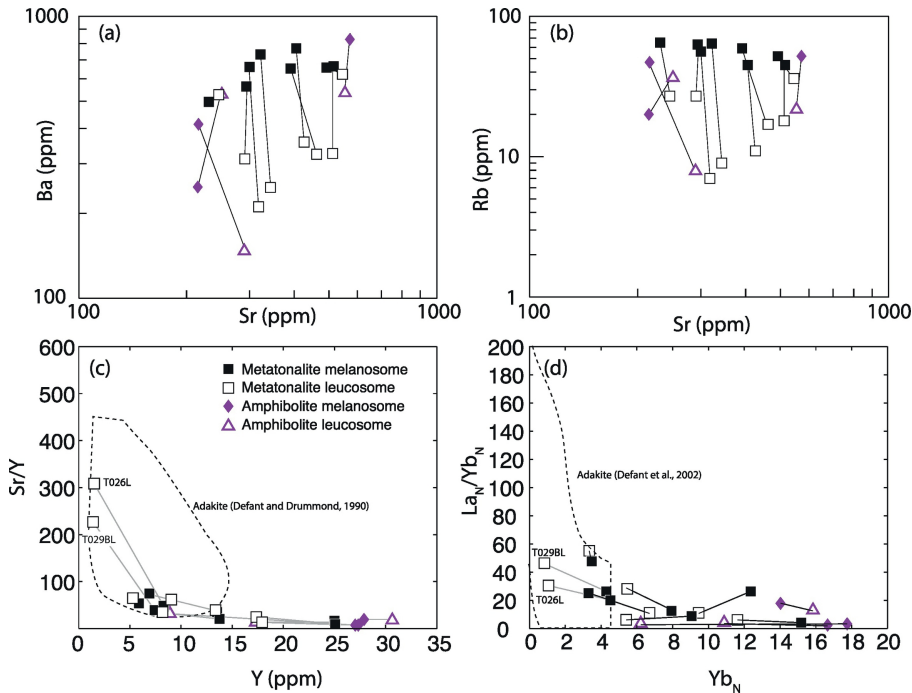 1000
(a)
Ba (ppm)
100
100
Sr (ppm)
1000
100
(b)
Rb (ppm)
10
1
100
Sr (ppm)
1000
600
(c)
500
400
300
200
100
Sr/Y
Metatonalite melanosome
Metatonalite leucosome
Amphibolite melanosome
Amphibolite leucosome
T026L
Adakite (Defant and Drummond, 1990)
T029BL
0 5 10 15 20 25 30 35
Y (ppm)
200
(d)
180
160
140
120
100
80
60
40
20
0
LaN/YbN
Adakite (Defant et al., 2002)
T029BL
T026L
0 2 4 6 8 10 12 14 16 18 20
YbN